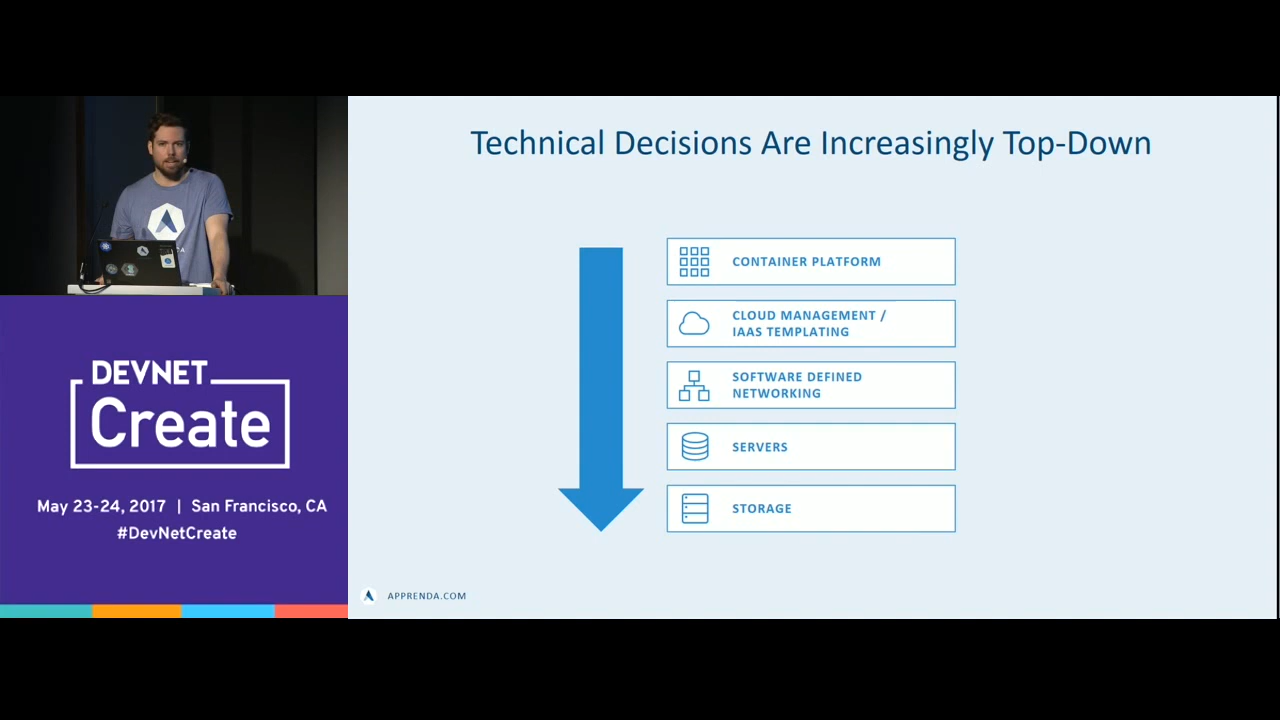 Technical Decisions Are Increasingly Top-Down
CONTAINER PLATFORM
CLOUD MANAGEMENT /
IAAS TEMPLATING
SOFTWARE DEFINED
NETWORKING
SERVERS
STORAGE
APPRENDA.COM
DEVNET
Create
May 23-24, 2017 | San Francisco, CA
#DevNetCreate